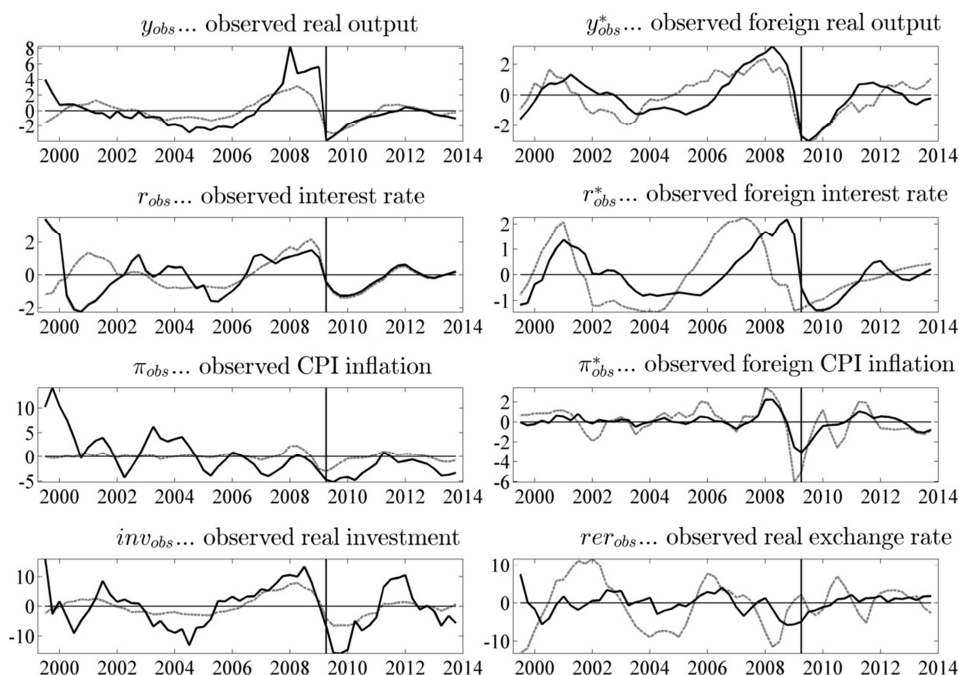 y_obs... observed real output
8
6
4
2
0
-2
2000 2002 2004 2006 2008 2010 2012 2014
y*_obs... observed foreign real output
2
0
-2
2000 2002 2004 2006 2008 2010 2012 2014
r_obs... observed interest rate
2
0
-2
2000 2002 2004 2006 2008 2010 2012 2014
r*_obs... observed foreign interest rate
2
1
0
-1
2000 2002 2004 2006 2008 2010 2012 2014
π_obs... observed CPI inflation
10
5
0
-5
2000 2002 2004 2006 2008 2010 2012 2014
π*_obs... observed foreign CPI inflation
2
0
-2
-4
-6
2000 2002 2004 2006 2008 2010 2012 2014
inv_obs... observed real investment
10
0
-10
2000 2002 2004 2006 2008 2010 2012 2014
rer_obs... observed real exchange rate
10
0
-10
2000 2002 2004 2006 2008 2010 2012 2014